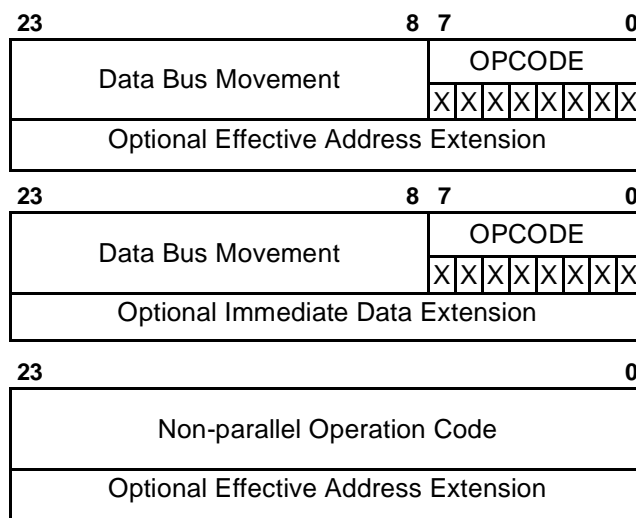 23 8 7 0
OPCODE
Data Bus Movement
X X X X X X X X
Optional Effective Address Extension
23 8 7 0
OPCODE
Data Bus Movement
X X X X X X X X
Optional Immediate Data Extension
23 0
Non-parallel Operation Code
Optional Effective Address Extension